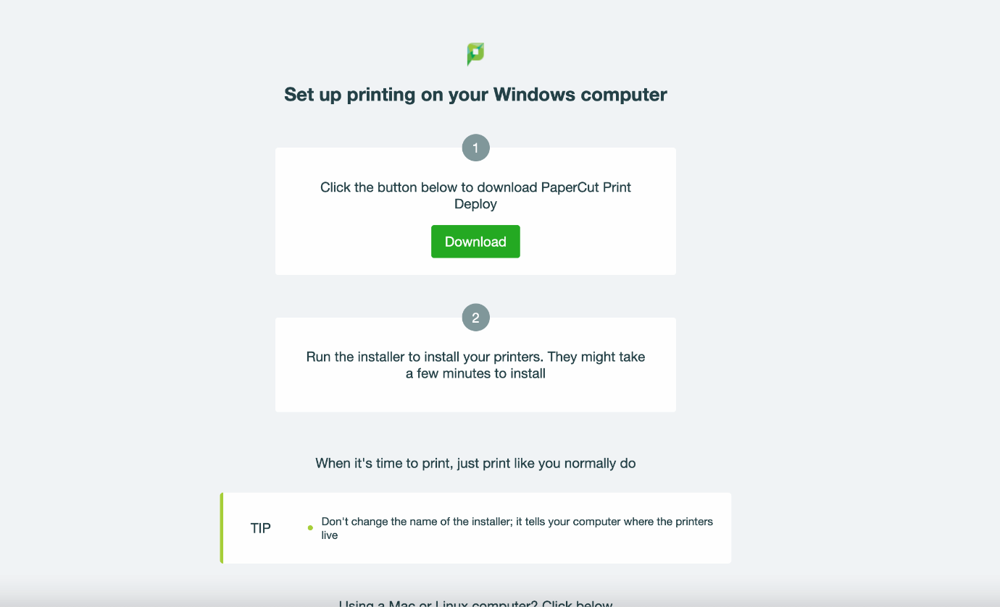 Set up printing on your Windows computer
1
Click the button below to download PaperCut Print
Deploy
Download
2
Run the installer to install your printers. They might take
a few minutes to install
When it's time to print, just print like you normally do
TIP
Don't change the name of the installer; it tells your computer where the printers
live
Using a Mac or Linux computer? Click below